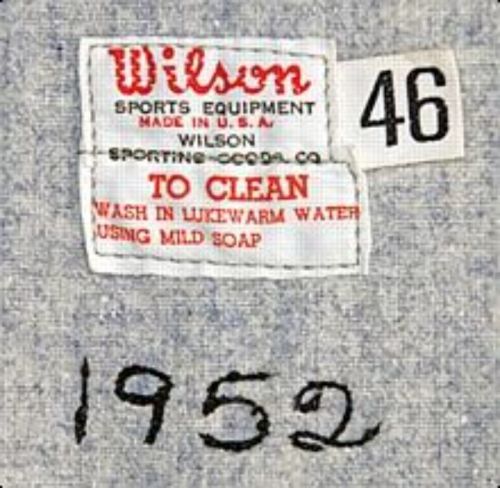 Wilson
SPORTS EQUIPMENT
MADE IN U.S.A.
WILSON
SPORTING GOODS CO
46
TO CLEAN
WASH IN LUKEWARM WATER
USING MILD SOAP
1952